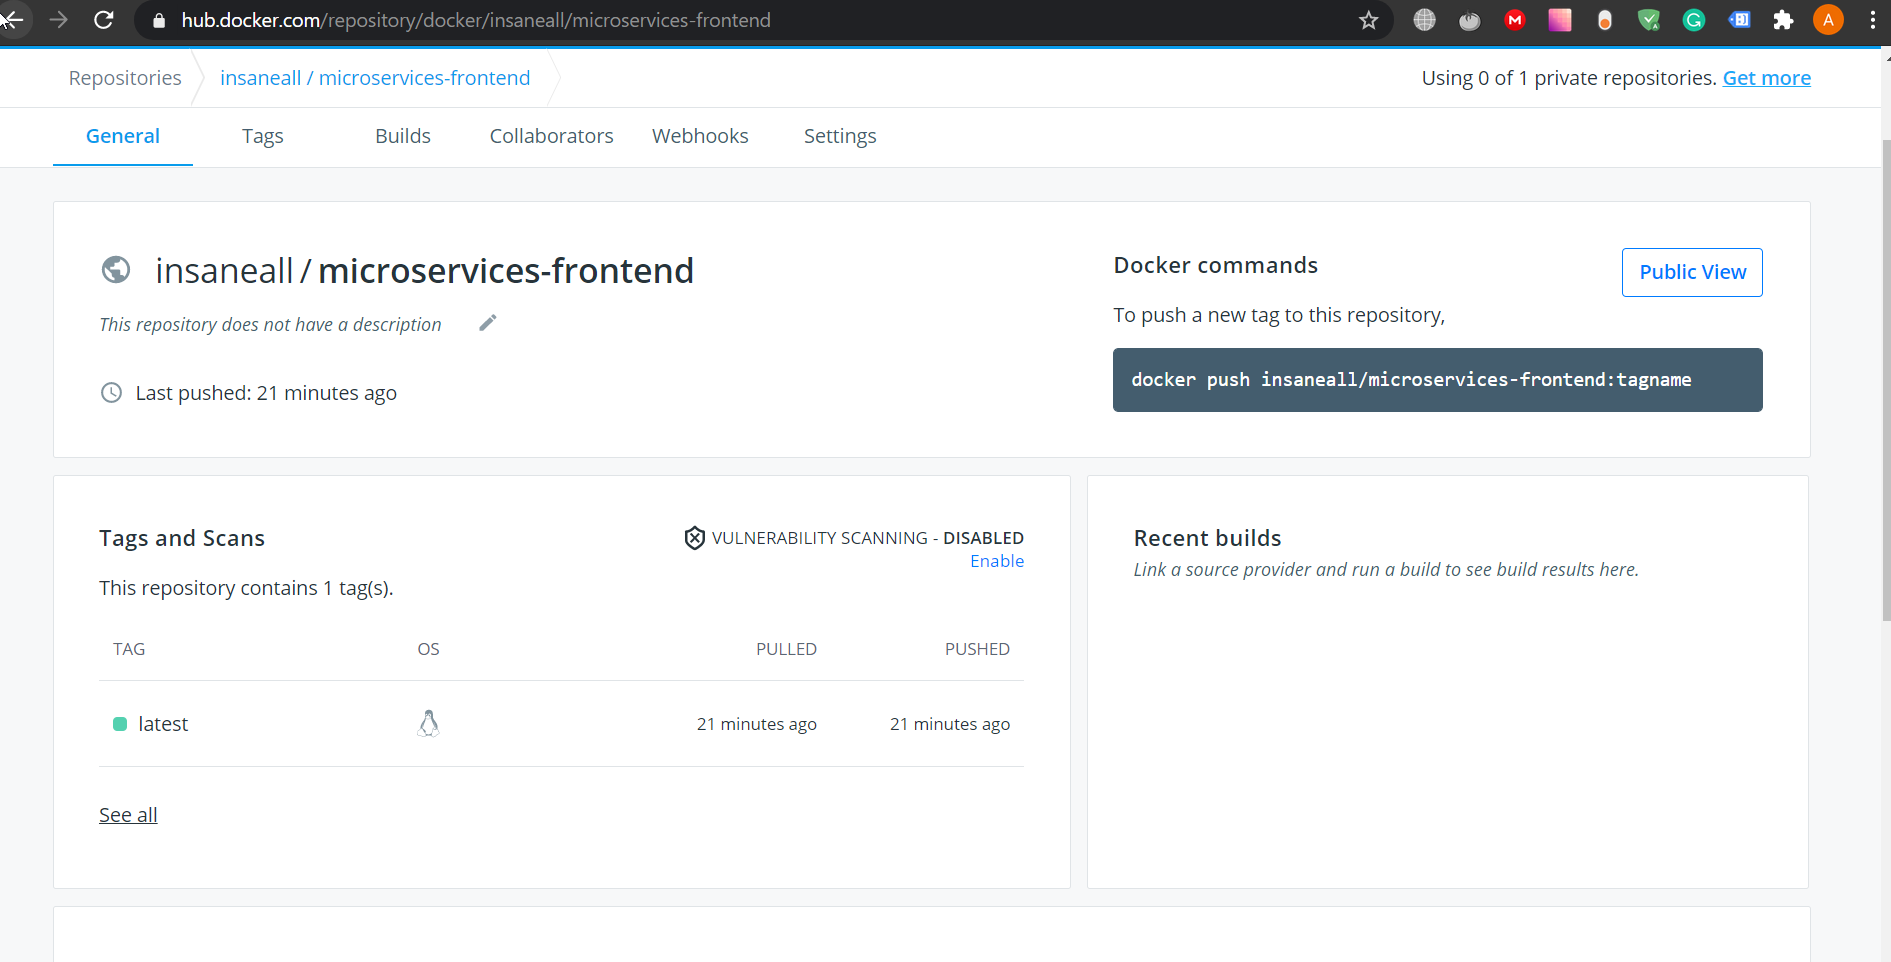 hub.docker.com/repository/docker/insaneall/microservices-frontend
M
G
A
Repositories
insaneall / microservices-frontend
Using 0 of 1 private repositories. Get more
General Tags Builds Collaborators Webhooks Settings
insaneall / microservices-frontend
This repository does not have a description
Last pushed: 21 minutes ago
Docker commands
Public View
To push a new tag to this repository,
docker push insaneall/microservices-frontend:tagname
Tags and Scans
VULNERABILITY SCANNING - DISABLED
Enable
This repository contains 1 tag(s).
TAG OS PULLED PUSHED
latest 21 minutes ago 21 minutes ago
See all
Recent builds
Link a source provider and run a build to see build results here.